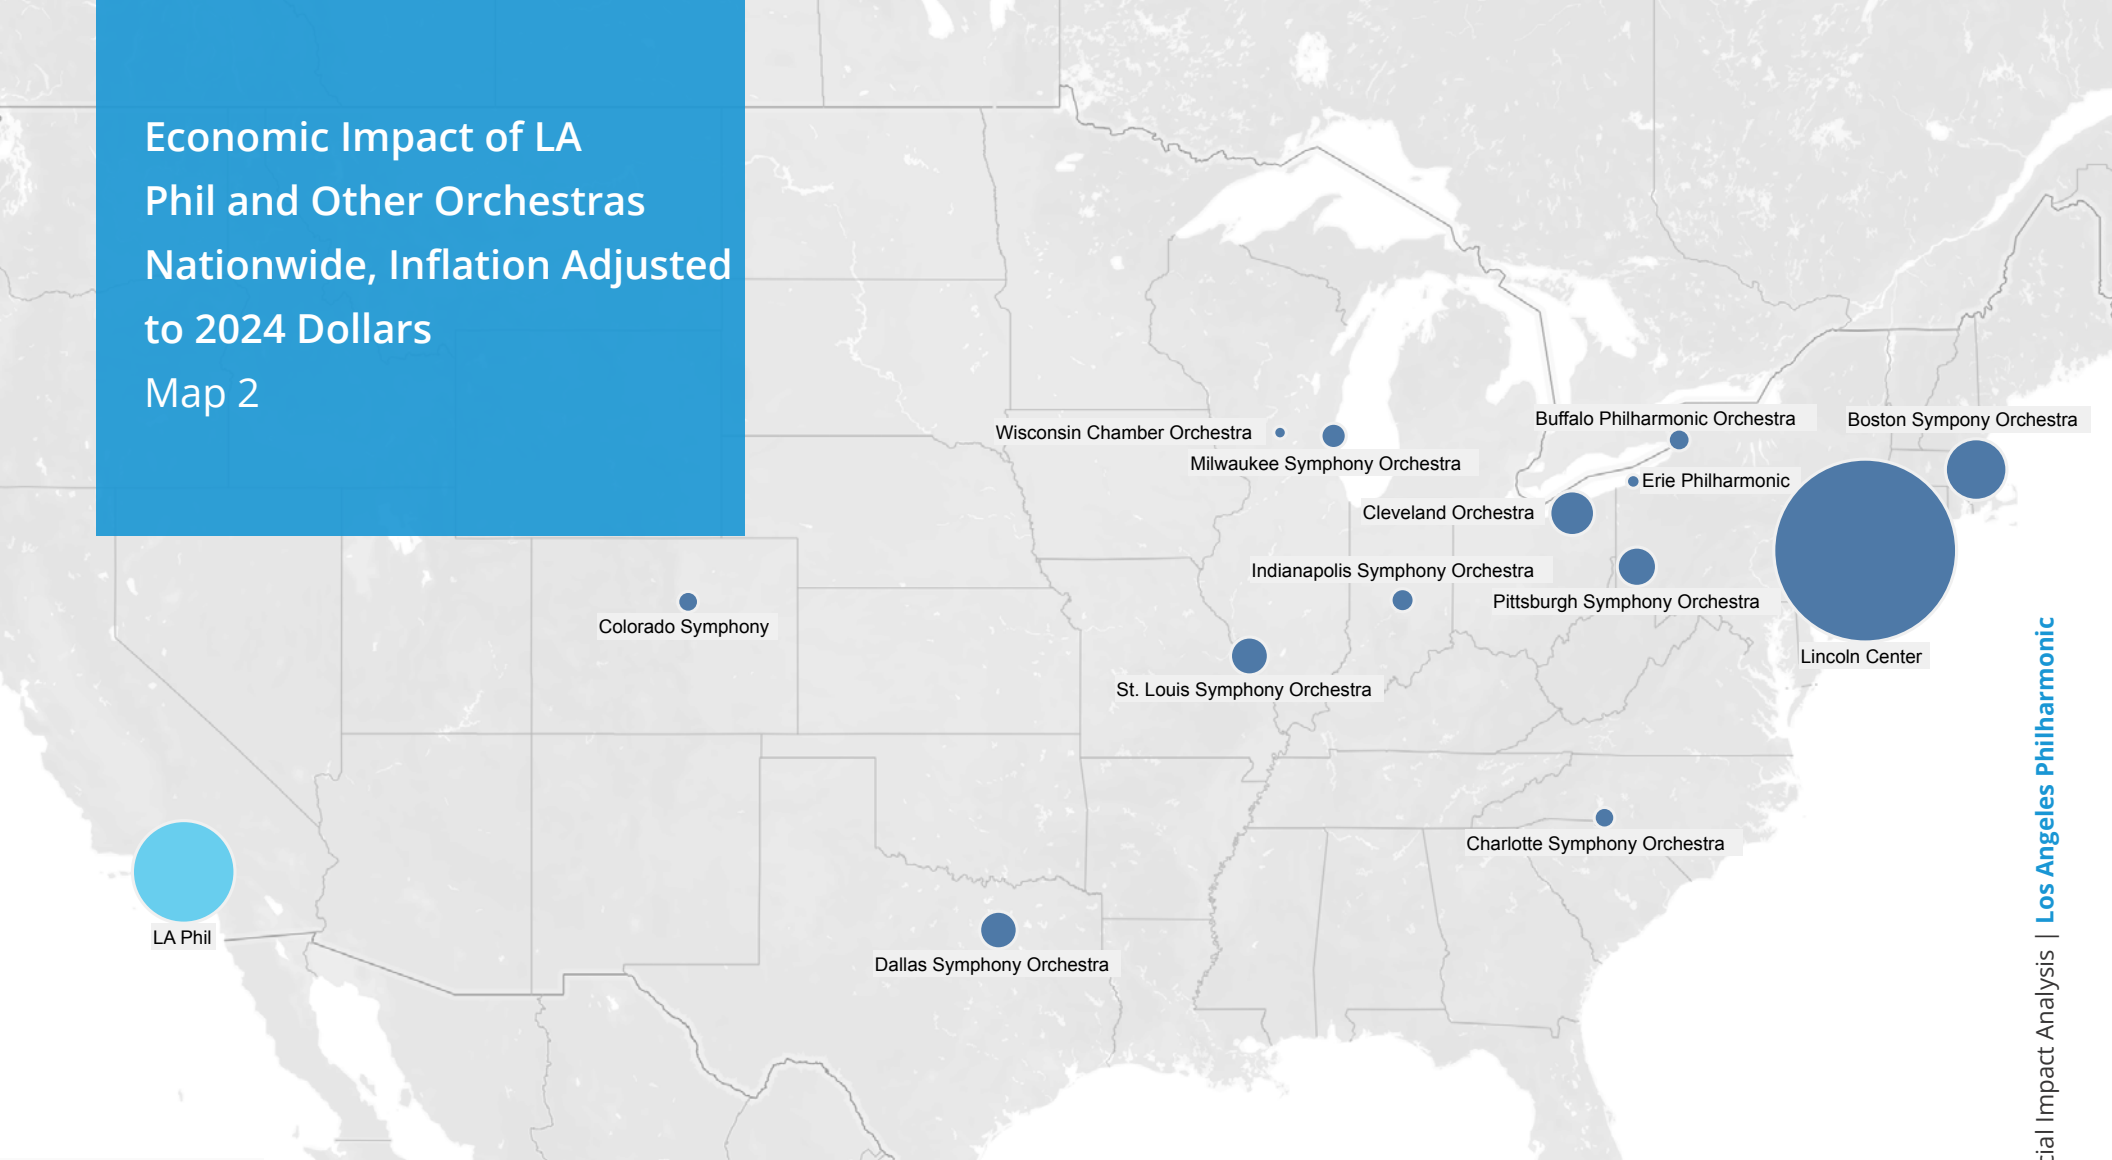 Economic Impact of LA
Phil and Other Orchestras
Nationwide, Inflation Adjusted
to 2024 Dollars
Map 2
Buffalo Philharmonic Orchestra
Boston Sympony Orchestra
Wisconsin Chamber Orchestra
Milwaukee Symphony Orchestra
Erie Philharmonic
Cleveland Orchestra
Indianapolis Symphony Orchestra
Pittsburgh Symphony Orchestra
Colorado Symphony
Lincoln Center
St. Louis Symphony Orchestra
Charlotte Symphony Orchestra
LA Phil
Dallas Symphony Orchestra
Impact Analysis | Los Angeles Philharmonic